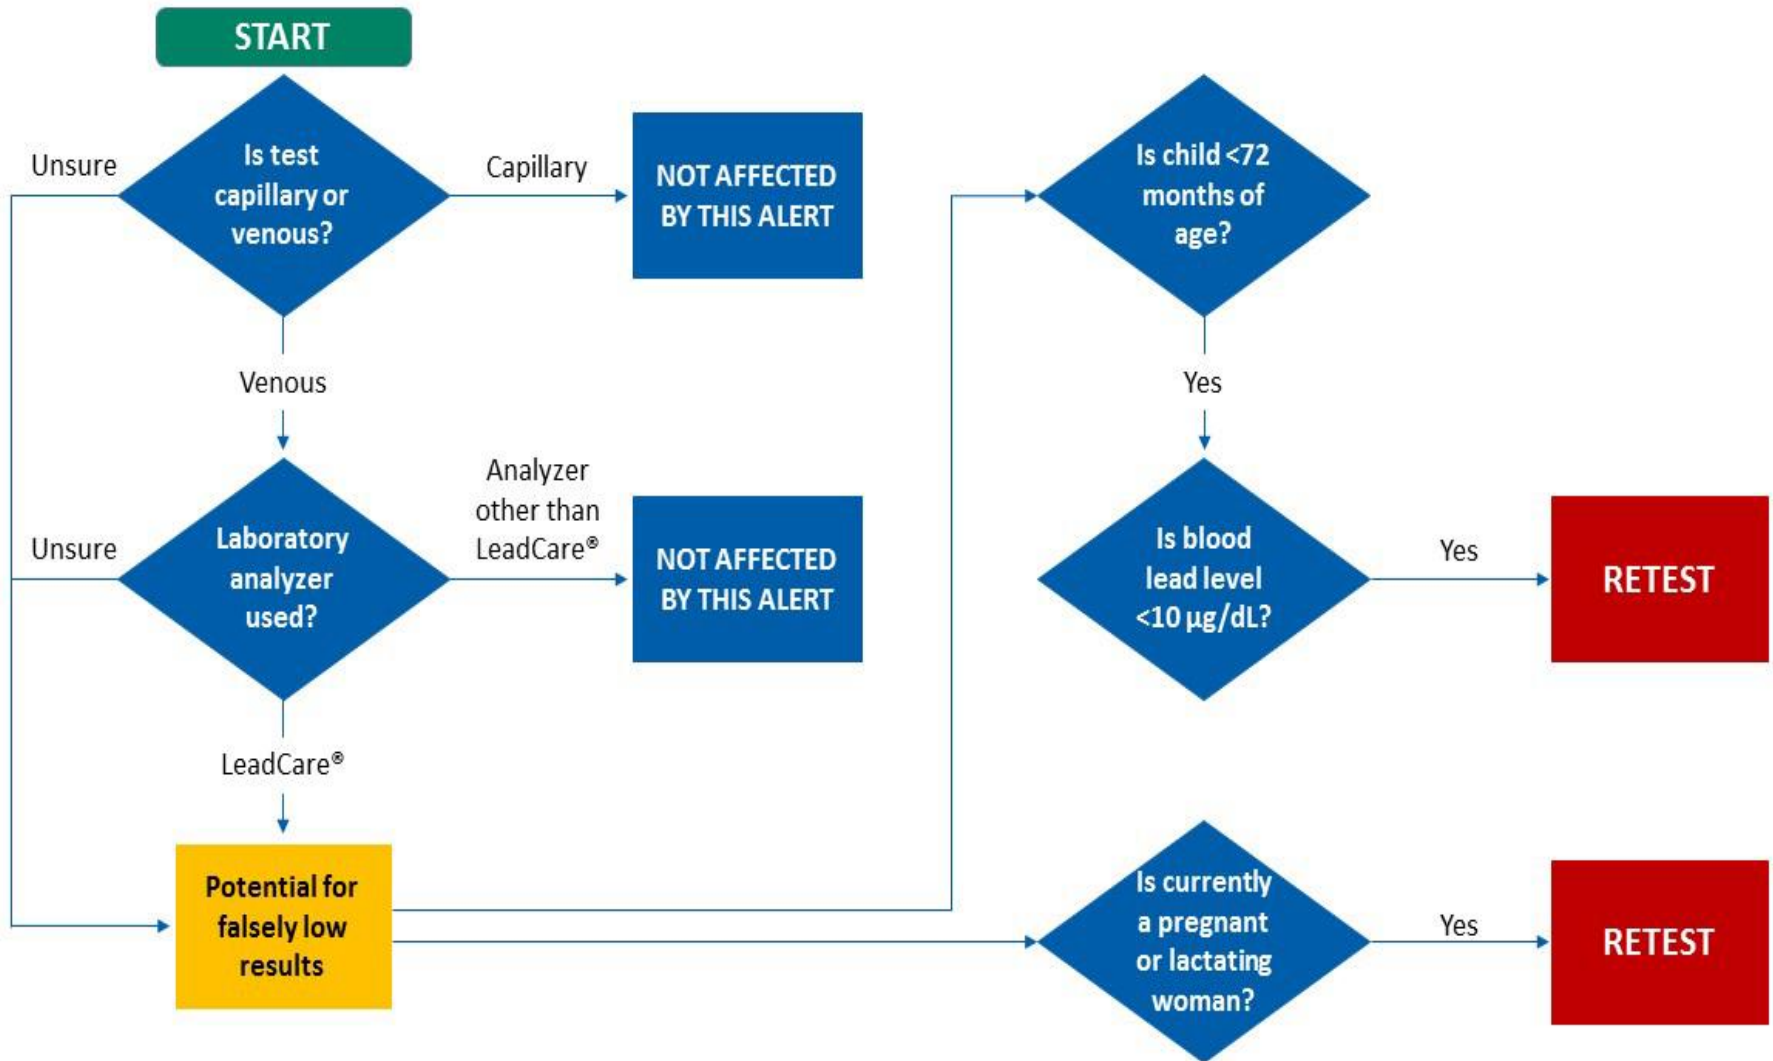 START
Is test
capillary or
venous?
Unsure
Capillary
NOT AFFECTED
BY THIS ALERT
Venous
Laboratory
analyzer
used?
Unsure
Analyzer
other than
LeadCare®
NOT AFFECTED
BY THIS ALERT
LeadCare®
Potential for
falsely low
results
Is child <72
months of
age?
Yes
Is blood
lead level
<10 µg/dL?
Yes
RETEST
Is currently
a pregnant
or lactating
woman?
Yes
RETEST